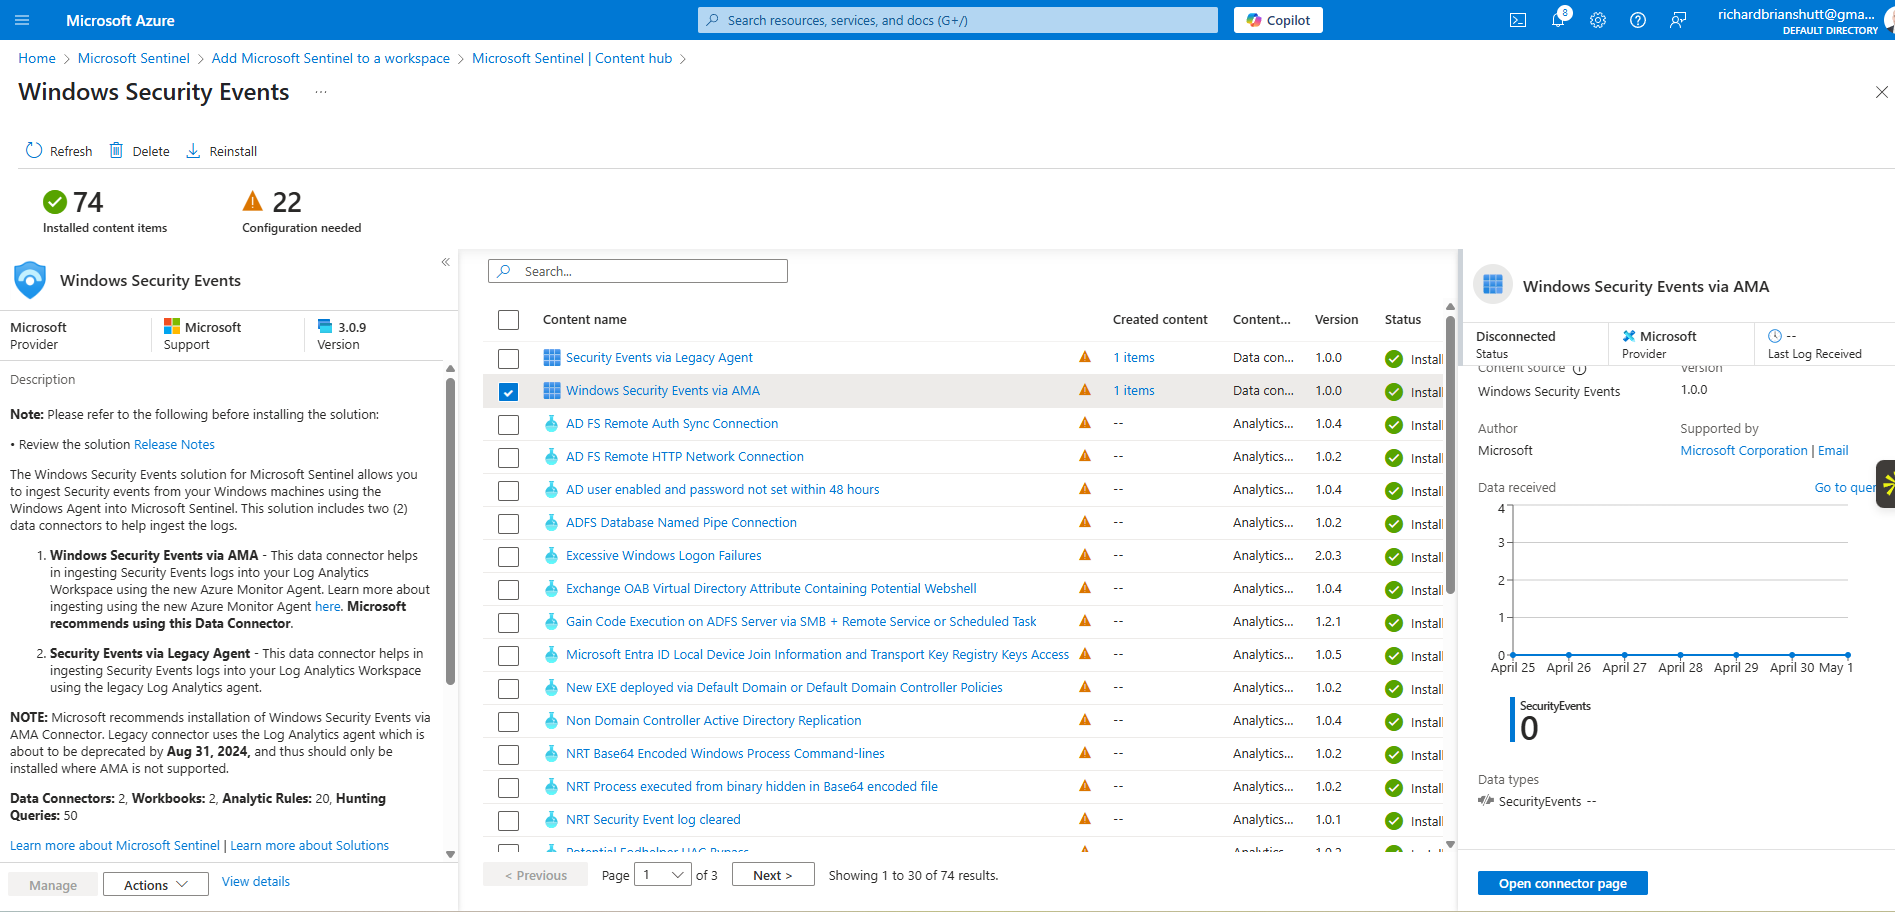 Microsoft Azure
Search resources, services, and docs (G+/)
Copilot
8
richardbrianshutt@gma...
DEFAULT DIRECTORY
Home > Microsoft Sentinel > Add Microsoft Sentinel to a workspace > Microsoft Sentinel | Content hub >
Windows Security Events ...
Refresh Delete Reinstall
74
Installed content items
22
Configuration needed
Windows Security Events
Microsoft
Provider
Microsoft
Support
3.0.9
Version
Description
Note: Please refer to the following before installing the solution:
• Review the solution Release Notes
The Windows Security Events solution for Microsoft Sentinel allows you
to ingest Security events from your Windows machines using the
Windows Agent into Microsoft Sentinel. This solution includes two (2)
data connectors to help ingest the logs.
1. Windows Security Events via AMA - This data connector helps
in ingesting Security Events logs into your Log Analytics
Workspace using the new Azure Monitor Agent. Learn more about
ingesting using the new Azure Monitor Agent here. Microsoft
recommends using this Data Connector.
2. Security Events via Legacy Agent - This data connector helps in
ingesting Security Events logs into your Log Analytics Workspace
using the legacy Log Analytics agent.
NOTE: Microsoft recommends installation of Windows Security Events via
AMA Connector. Legacy connector uses the Log Analytics agent which is
about to be deprecated by Aug 31, 2024, and thus should only be
installed where AMA is not supported.
Data Connectors: 2, Workbooks: 2, Analytic Rules: 20, Hunting
Queries: 50
Learn more about Microsoft Sentinel | Learn more about Solutions
Manage Actions View details
Search...
Content name Created content Content... Version Status
Security Events via Legacy Agent 1 items Data con... 1.0.0 Install
Windows Security Events via AMA 1 items Data con... 1.0.0 Install
AD FS Remote Auth Sync Connection -- Analytics... 1.0.4 Install
AD FS Remote HTTP Network Connection -- Analytics... 1.0.2 Install
AD user enabled and password not set within 48 hours -- Analytics... 1.0.4 Install
ADFS Database Named Pipe Connection -- Analytics... 1.0.2 Install
Excessive Windows Logon Failures -- Analytics... 2.0.3 Install
Exchange OAB Virtual Directory Attribute Containing Potential Webshell -- Analytics... 1.0.4 Install
Gain Code Execution on ADFS Server via SMB + Remote Service or Scheduled Task -- Analytics... 1.2.1 Install
Microsoft Entra ID Local Device Join Information and Transport Key Registry Keys Access -- Analytics... 1.0.5 Install
New EXE deployed via Default Domain or Default Domain Controller Policies -- Analytics... 1.0.2 Install
Non Domain Controller Active Directory Replication -- Analytics... 1.0.4 Install
NRT Base64 Encoded Windows Process Command-lines -- Analytics... 1.0.2 Install
NRT Process executed from binary hidden in Base64 encoded file -- Analytics... 1.0.2 Install
NRT Security Event log cleared -- Analytics... 1.0.1 Install
< Previous Page 1 of 3 Next > Showing 1 to 30 of 74 results.
Windows Security Events via AMA
Disconnected
Status
Microsoft
Provider
--
Last Log Received
Content source Version
Windows Security Events 1.0.0
Author Supported by
Microsoft Microsoft Corporation | Email
Data received Go to quer
4
3
2
1
0
April 25 April 26 April 27 April 28 April 29 April 30 May 1
SecurityEvents
0
Data types
SecurityEvents --
Open connector page